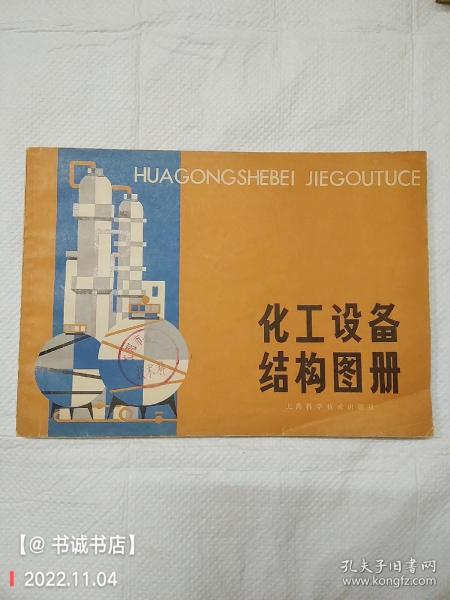 HUAGONGSHEBEI JIEGOUTUCE
化工设备
结构图册
上海科学技术出版社
【@ 书诚书店】
2022.11.04
孔夫子旧书网
www.kongfz.com